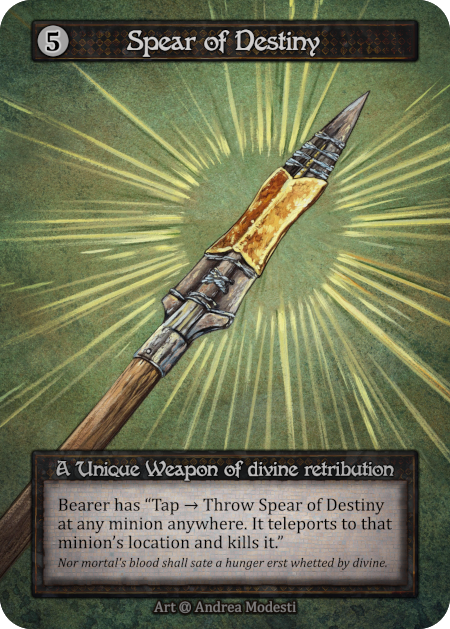 5
Spear of Destiny
A Unique Weapon of divine retribution
Bearer has “Tap → Throw Spear of Destiny
at any minion anywhere. It teleports to that
minion’s location and kills it.”
Nor mortal’s blood shall sate a hunger erst whetted by divine.
Art @ Andrea Modesti